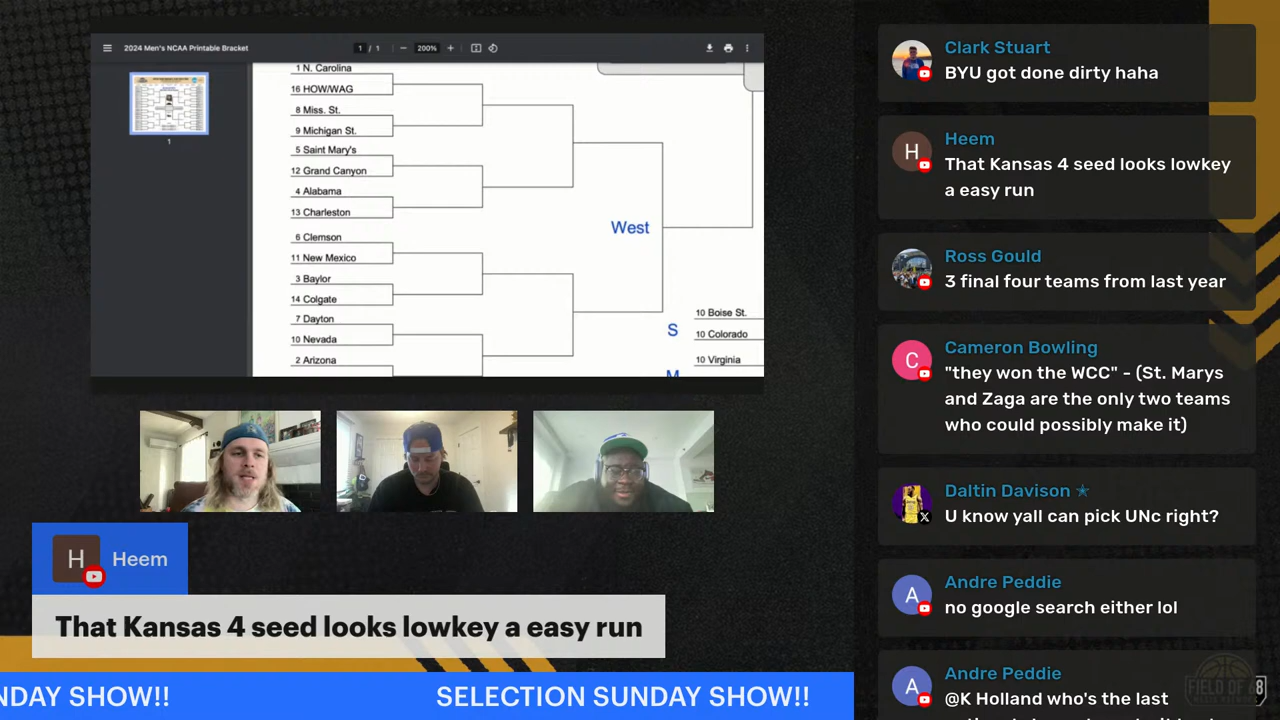 2024 Men's NCAA Printable Bracket
1 / 1
200%
1 N. Carolina
16 HOW/WAG
8 Miss. St.
9 Michigan St.
5 Saint Mary's
12 Grand Canyon
4 Alabama
13 Charleston
6 Clemson
11 New Mexico
3 Baylor
14 Colgate
7 Dayton
10 Nevada
2 Arizona
West
S
M
10 Boise St.
10 Colorado
10 Virginia
1
H
Heem
That Kansas 4 seed looks lowkey a easy run
NDAY SHOW!!
SELECTION SUNDAY SHOW!!
Clark Stuart
BYU got done dirty haha
H
Heem
That Kansas 4 seed looks lowkey
a easy run
Ross Gould
3 final four teams from last year
C
Cameron Bowling
"they won the WCC" - (St. Marys
and Zaga are the only two teams
who could possibly make it)
Daltin Davison
U know yall can pick UNc right?
A
Andre Peddie
no google search either lol
A
Andre Peddie
@K Holland who's the last
FIELD OF 68